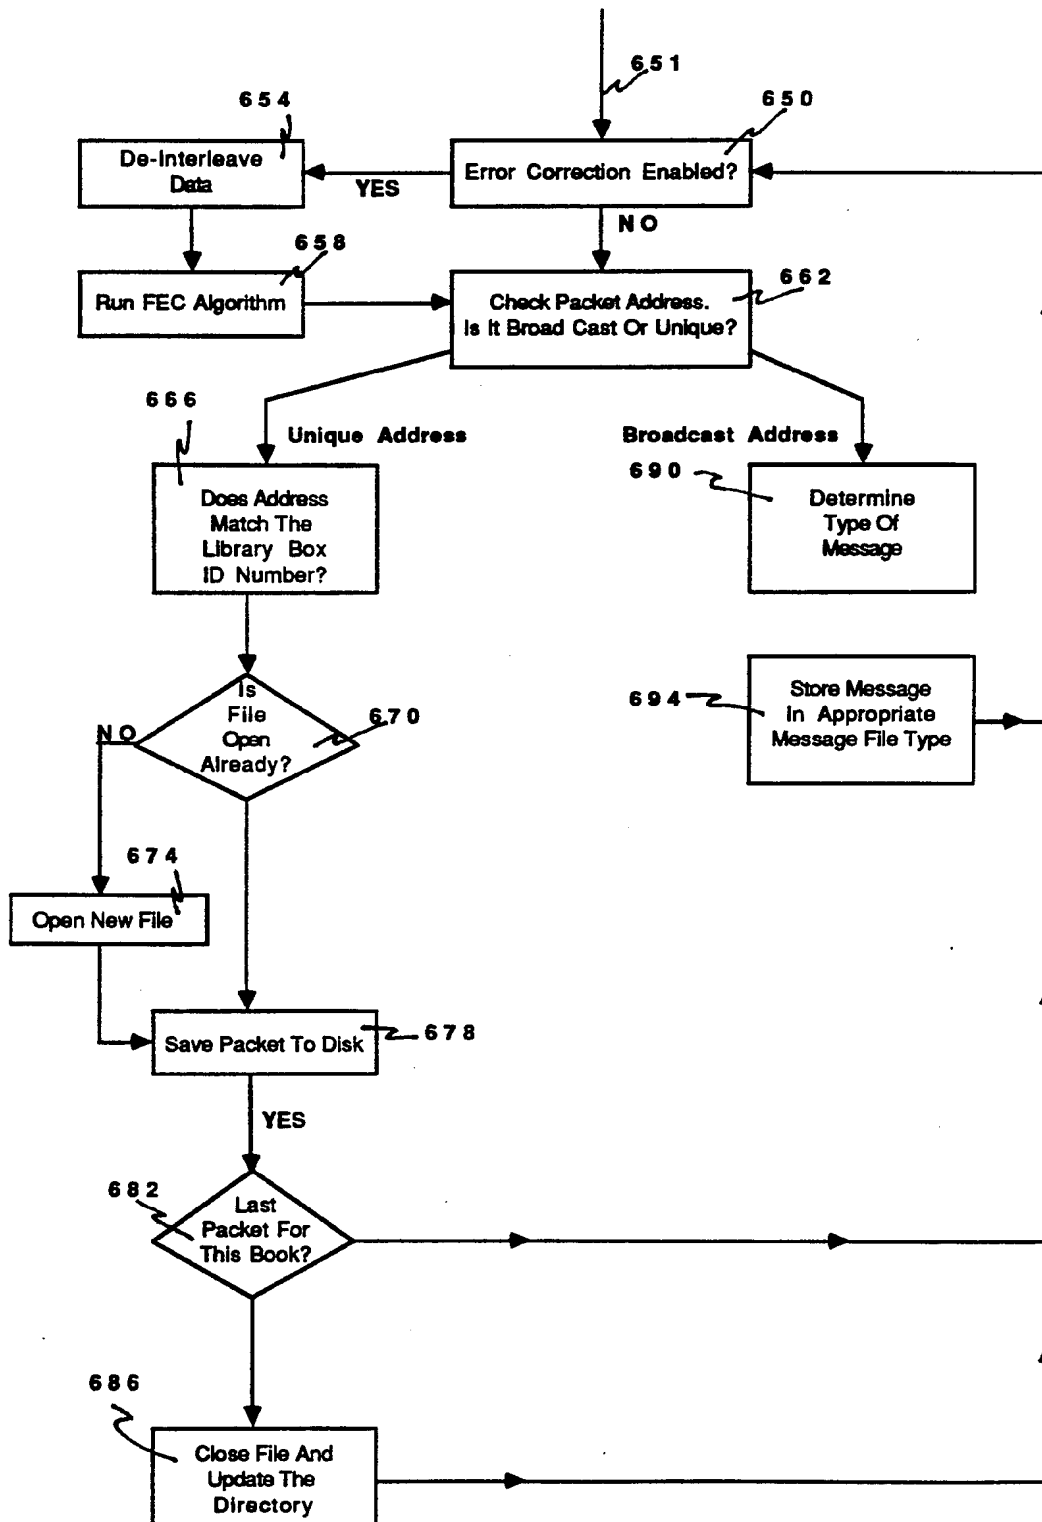 651
654
650
De-Interleave
Data
YES
Error Correction Enabled?
NO
658
662
Run FEC Algorithm
Check Packet Address.
Is It Broad Cast Or Unique?
666
Unique Address
Broadcast Address
690
Does Address
Match The
Library Box
ID Number?
Determine
Type Of
Message
Is
File
Open
Already?
670
NO
694
Store Message
In Appropriate
Message File Type
674
Open New File
Save Packet To Disk
678
YES
682
Last
Packet For
This Book?
686
Close File And
Update The
Directory